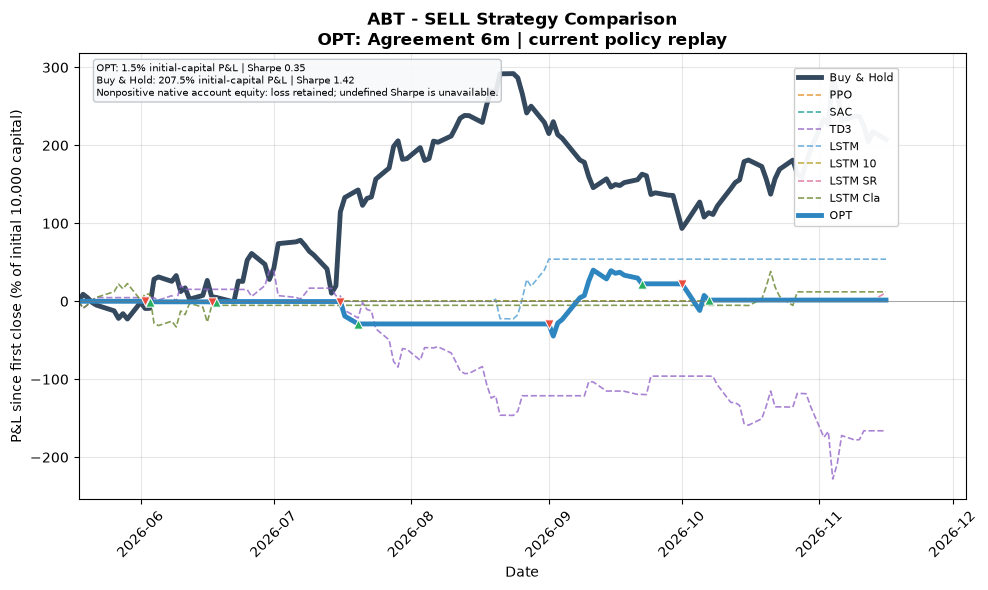 ABT - SELL Strategy Comparison
OPT: Agreement 6m | current policy replay
OPT: 1.5% initial-capital P&L | Sharpe 0.35
Buy & Hold: 207.5% initial-capital P&L | Sharpe 1.42
Nonpositive native account equity: loss retained; undefined Sharpe is unavailable.
Buy & Hold
PPO
SAC
TD3
LSTM
LSTM 10
LSTM SR
LSTM Cla
OPT
P&L since first close (% of initial 10,000 capital)
300
200
100
0
−100
−200
2026-06
2026-07
2026-08
2026-09
2026-10
2026-11
2026-12
Date